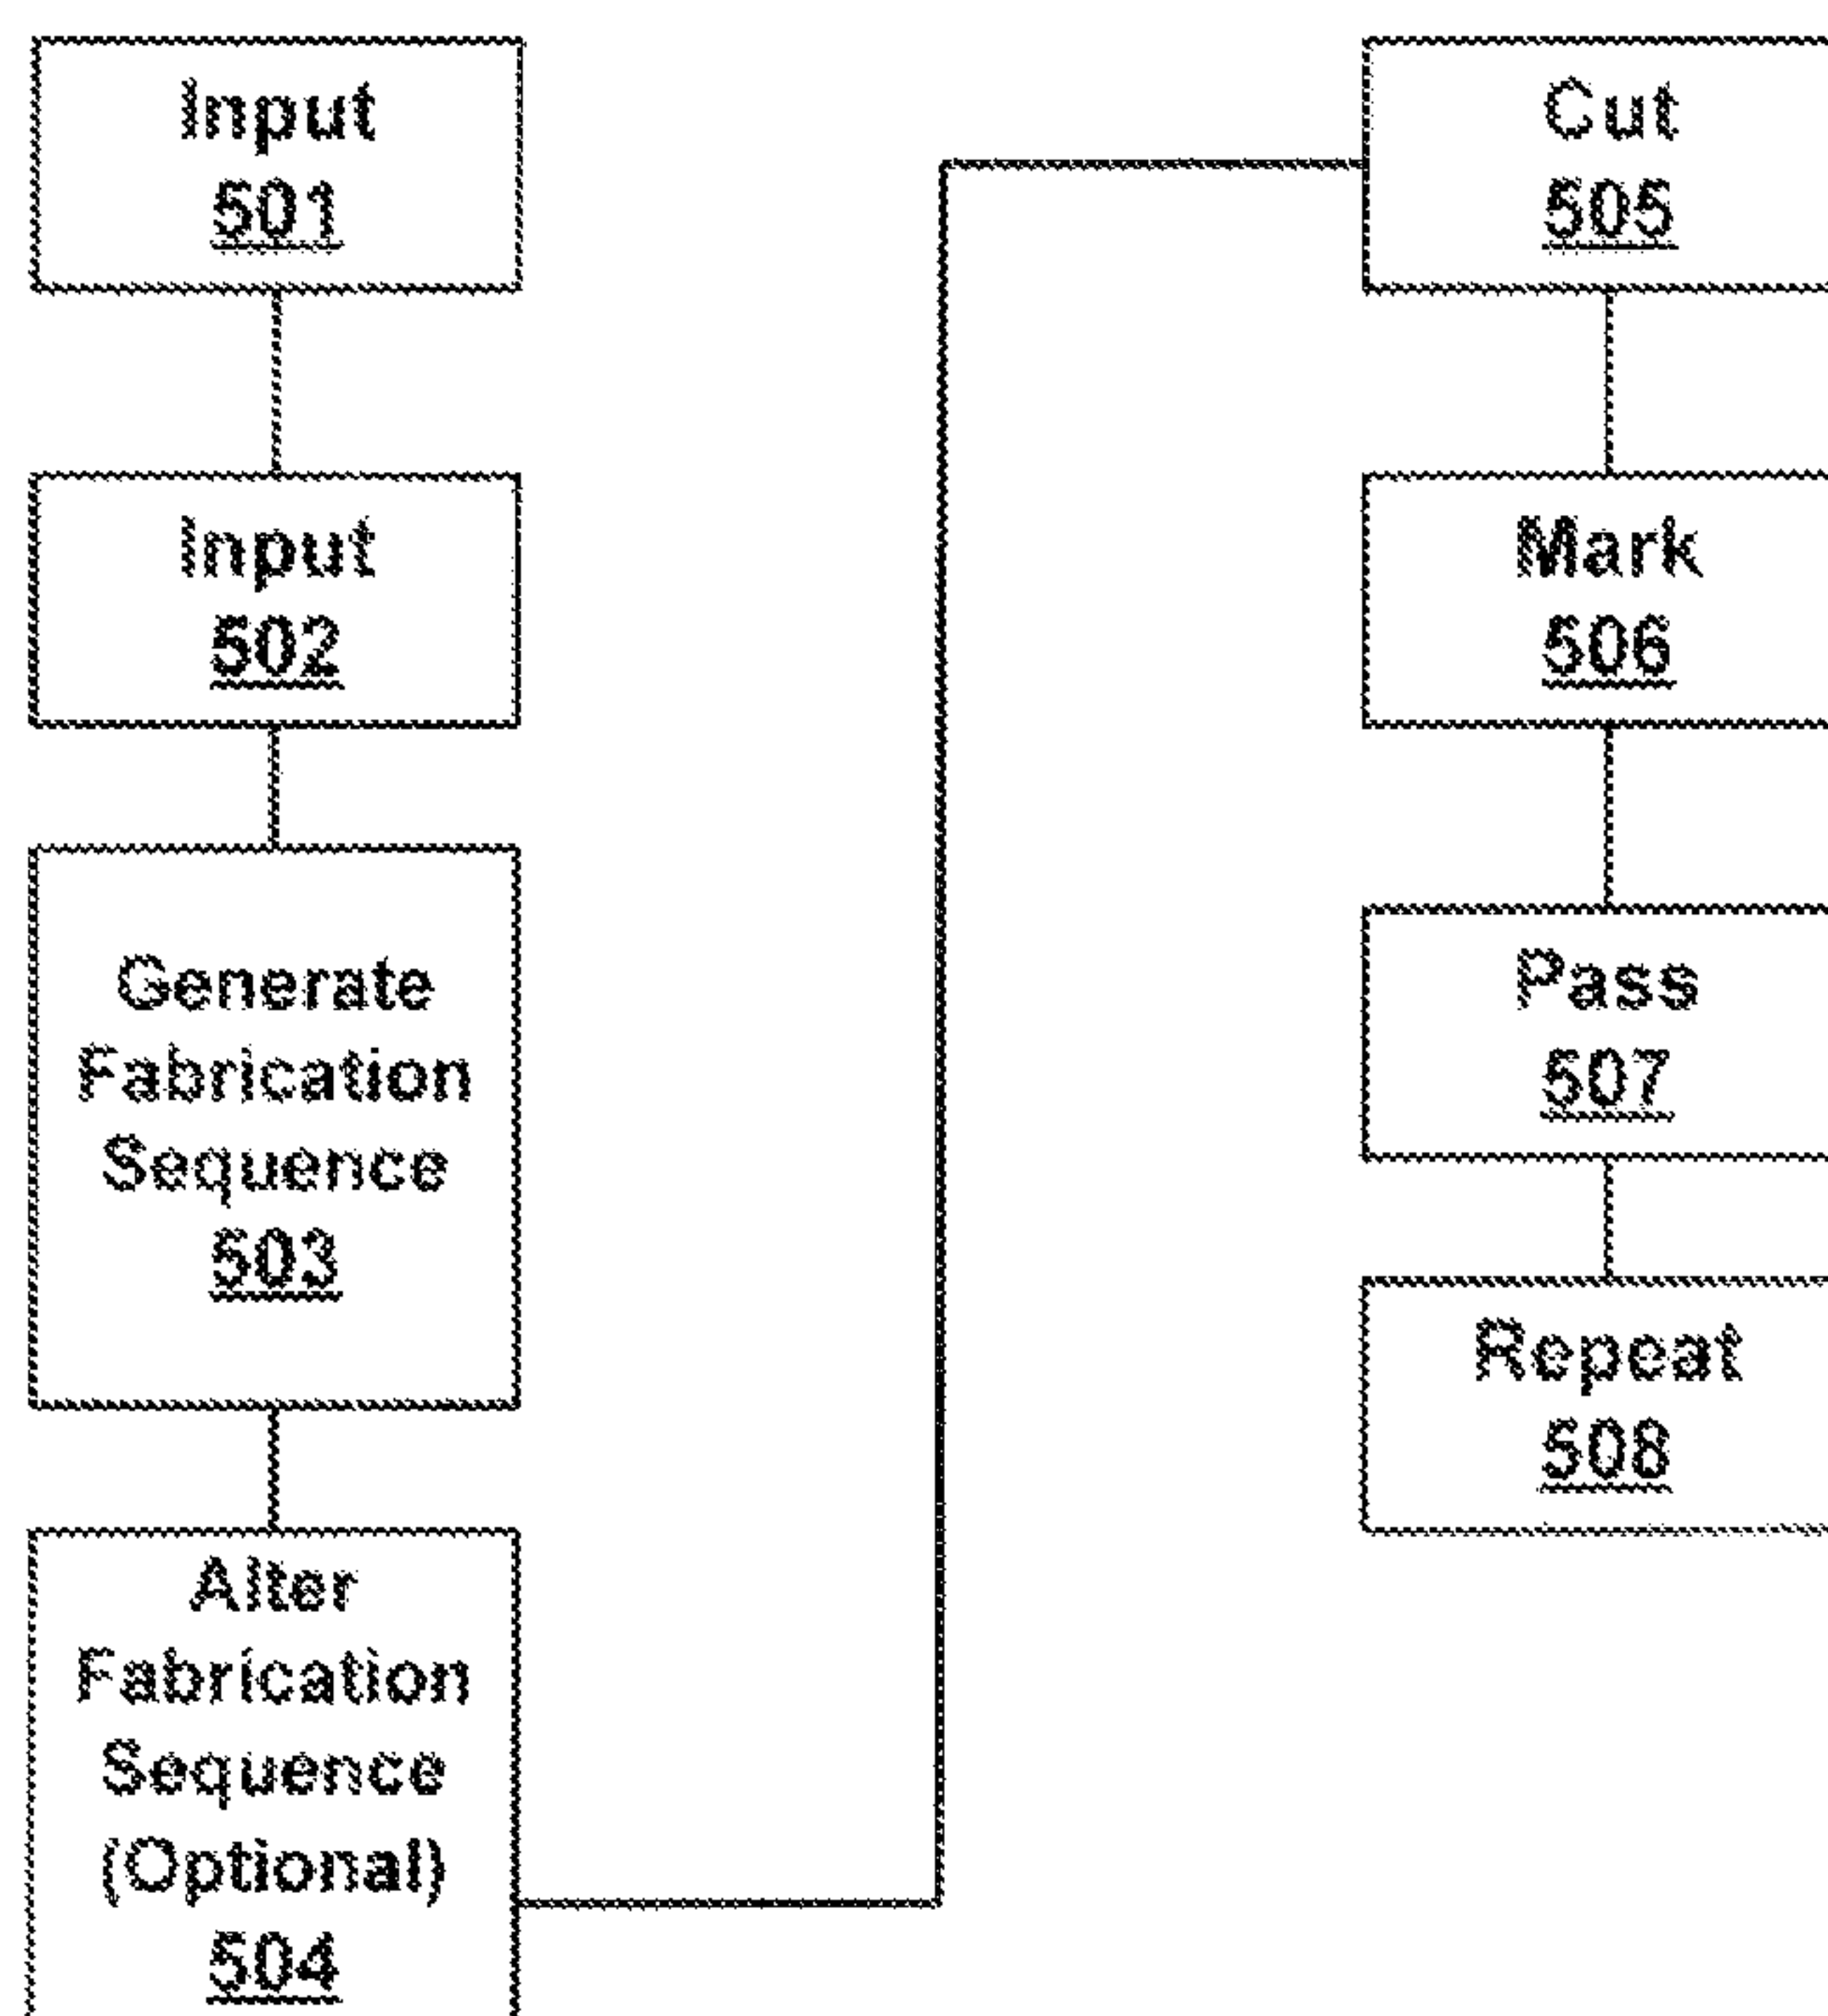 Input
501
Input
502
Generate
Fabrication
Sequence
503
Alter
Fabrication
Sequence
(Optional)
504
Cut
505
Mark
506
Pass
507
Repeat
508